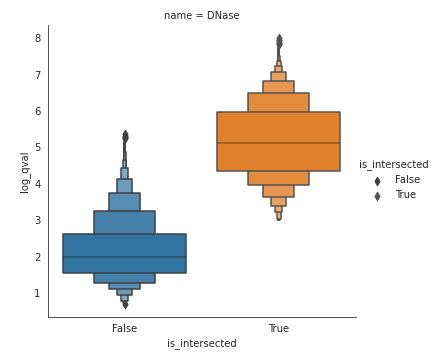 name = DNase
8
7
6
5
4
3
2
1
log_qval
False
True
is_intersected
is_intersected
False
True